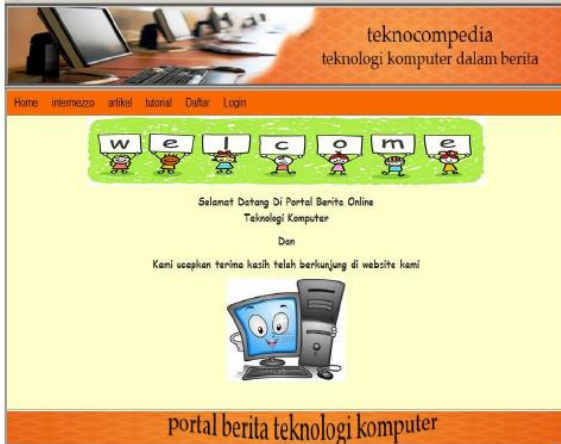 teknocompedia
teknologi komputer dalam berita
Home intermezzo artikel tutorial Daftar Login
welcome
Selamat Datang Di Portal Berita Online
Teknologi Komputer
Dan
Kami ucapkan terima kasih telah berkunjung di website kami
portal berita teknologi komputer